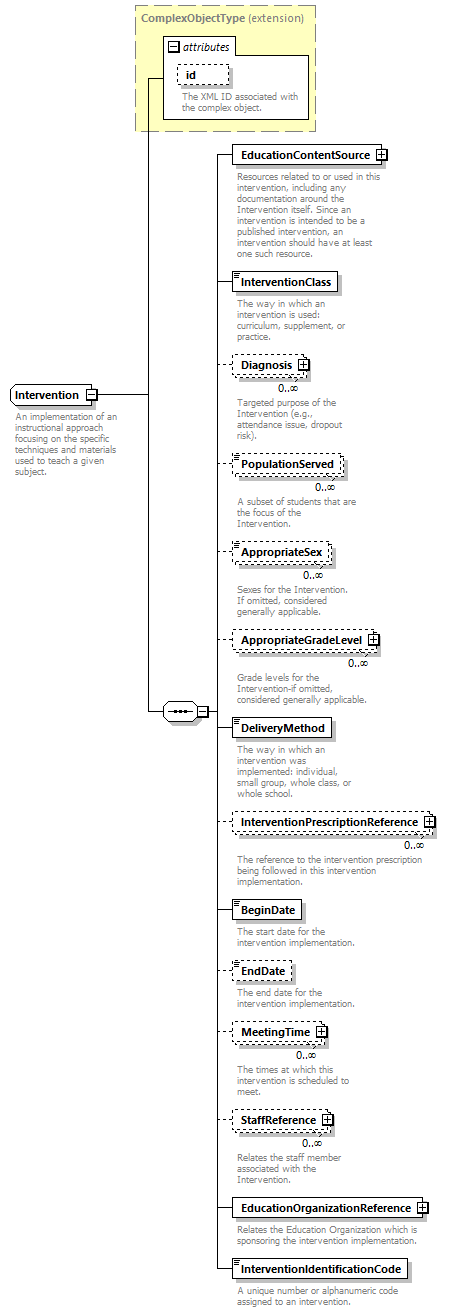 ComplexObjectType (extension)
attributes
id
The XML ID associated with
the complex object.
EducationContentSource
Resources related to or used in this
intervention, including any
documentation around the
Intervention itself. Since an
intervention is intended to be a
published intervention, an
intervention should have at least
one such resource.
InterventionClass
The way in which an
intervention is used:
curriculum, supplement, or
practice.
Diagnosis
0..∞
Targeted purpose of the
Intervention (e.g.,
attendance issue, dropout
risk).
Intervention
An implementation of an
instructional approach
focusing on the specific
techniques and materials
used to teach a given
subject.
PopulationServed
0..∞
A subset of students that are
the focus of the
Intervention.
AppropriateSex
0..∞
Sexes for the Intervention.
If omitted, considered
generally applicable.
AppropriateGradeLevel
0..∞
Grade levels for the
Intervention-if omitted,
considered generally applicable.
DeliveryMethod
The way in which an
intervention was
implemented: individual,
small group, whole class, or
whole school.
InterventionPrescriptionReference
0..∞
The reference to the intervention prescription
being followed in this intervention
implementation.
BeginDate
The start date for the
intervention implementation.
EndDate
The end date for the
intervention implementation.
MeetingTime
0..∞
The times at which this
intervention is scheduled to
meet.
StaffReference
0..∞
Relates the staff member
associated with the
Intervention.
EducationOrganizationReference
Relates the Education Organization which is
sponsoring the intervention implementation.
InterventionIdentificationCode
A unique number or alphanumeric code
assigned to an intervention.